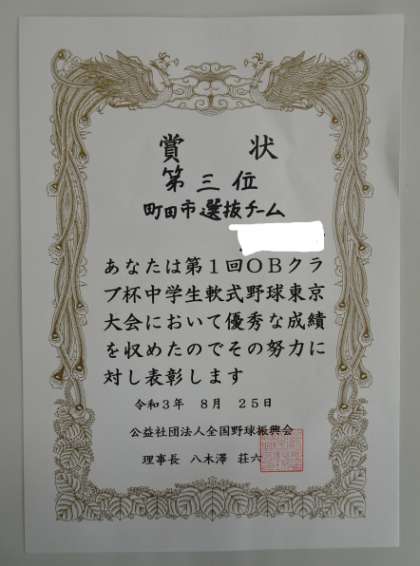 賞 状
第三位
町田市選抜チーム
あなたは第1回OBクラ
ブ杯中学生軟式野球東京
大会において優秀な成績
を収めたのでその努力に
対し表彰します
令和3年 8月 25日
公益社団法人全国野球振興会
理事長 八木澤 荘六